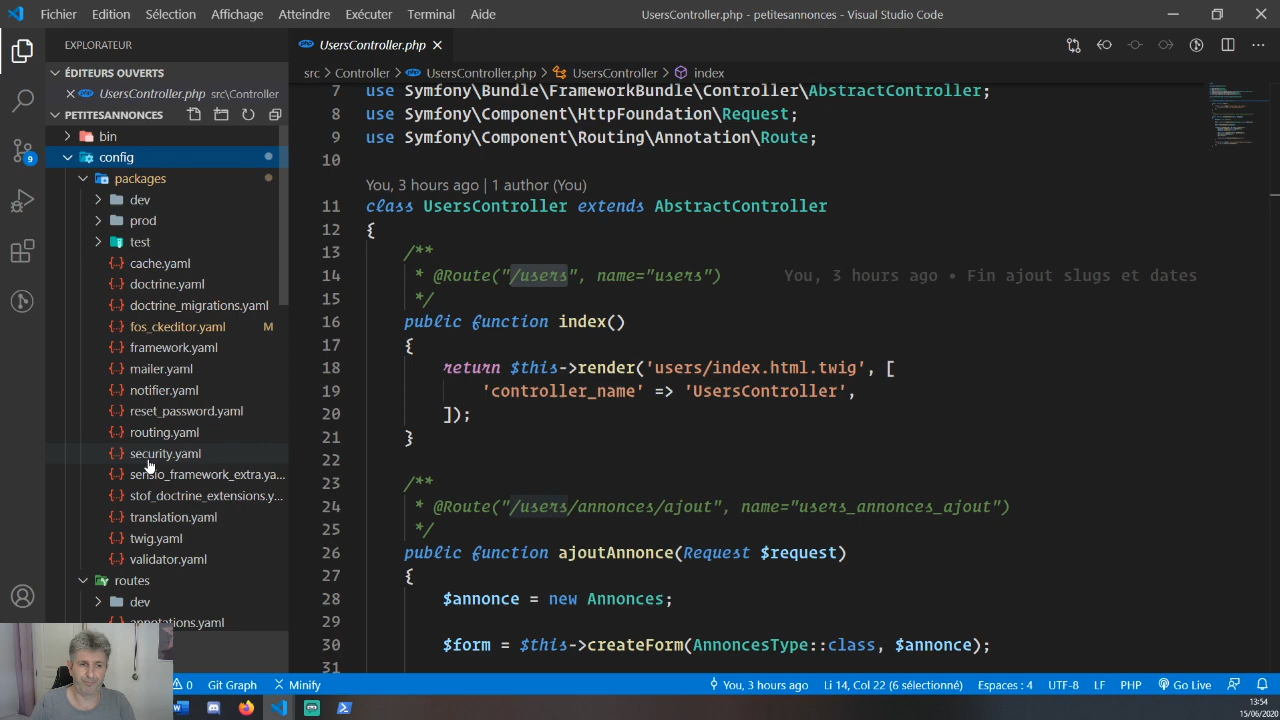 Fichier Edition Sélection Affichage Atteindre Exécuter Terminal Aide UsersController.php - petitesannonces - Visual Studio Code
EXPLORATEUR
ÉDITEURS OUVERTS
UsersController.php src\Controller
PETITESANNONCES
bin
config
packages
dev
prod
test
cache.yaml
doctrine.yaml
doctrine_migrations.yaml
fos_ckeditor.yaml M
framework.yaml
mailer.yaml
notifier.yaml
reset_password.yaml
routing.yaml
security.yaml
sensio_framework_extra.ya...
stof_doctrine_extensions.y...
translation.yaml
twig.yaml
validator.yaml
routes
dev
annotations.yaml
9
UsersController.php
src > Controller > UsersController.php > UsersController > index
7 use Symfony\Bundle\FrameworkBundle\Controller\AbstractController;
8 use Symfony\Component\HttpFoundation\Request;
9 use Symfony\Component\Routing\Annotation\Route;
10
You, 3 hours ago | 1 author (You)
11 class UsersController extends AbstractController
12 {
13 /**
14 * @Route("/users", name="users") You, 3 hours ago • Fin ajout slugs et dates
15 */
16 public function index()
17 {
18 return $this->render('users/index.html.twig', [
19 'controller_name' => 'UsersController',
20 ]);
21 }
22
23 /**
24 * @Route("/users/annonces/ajout", name="users_annonces_ajout")
25 */
26 public function ajoutAnnonce(Request $request)
27 {
28 $annonce = new Annonces;
29
30 $form = $this->createForm(AnnoncesType::class, $annonce);
31
0 Git Graph Minify You, 3 hours ago Li 14, Col 22 (6 sélectionné) Espaces : 4 UTF-8 LF PHP Go Live
13:54
15/06/2020